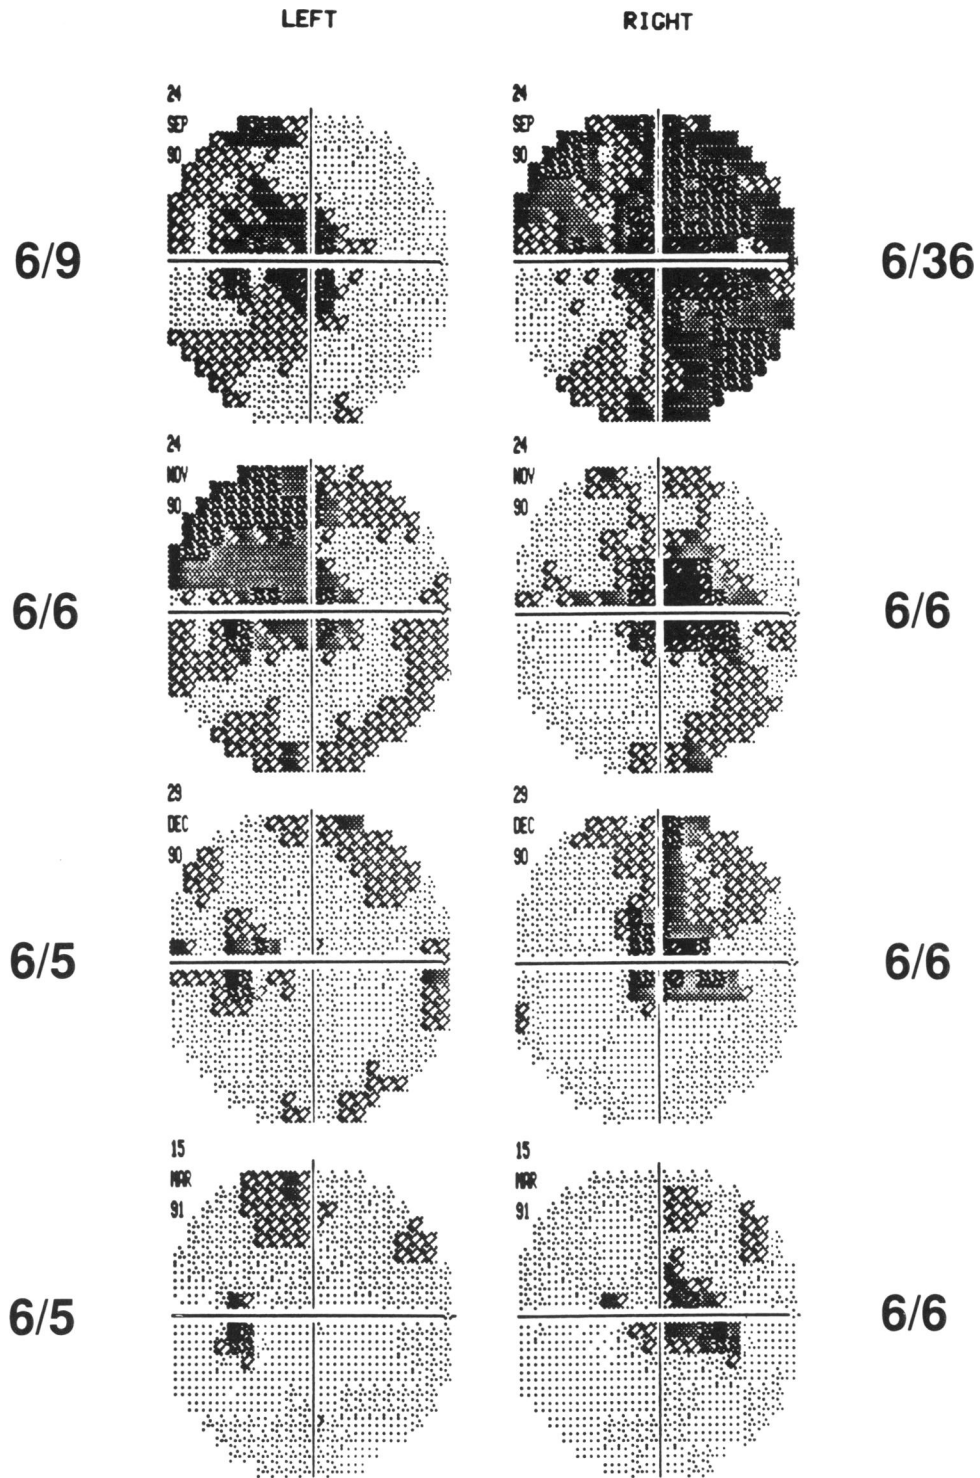 LEFT RIGHT
24 24
SEP SEP
90 90
6/9 6/36
24 24
NOV NOV
90 90
6/6 6/6
29 29
DEC DEC
90 90
6/5 6/6
15 15
MAR MAR
91 91
6/5 6/6